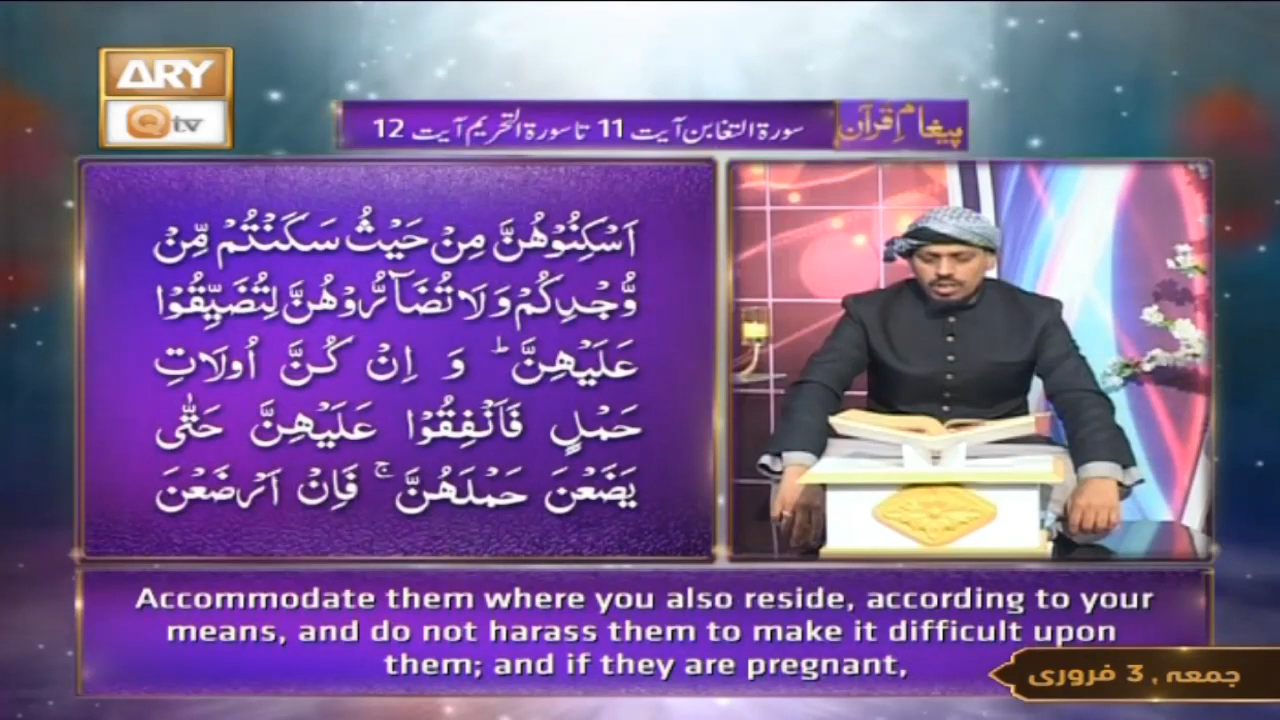 ARY
Qtv
پیغامِ قرآن
سورۃ التغابن آیت 11 تا سورۃ التحریم آیت 12
اَسْكِنُوْهُنَّ مِنْ حَیْثُ سَكَنْتُمْ مِّنْ
وُّجْدِكُمْ وَ لَا تُضَآرُّوْهُنَّ لِتُضَیِّقُوْا
عَلَیْهِنَّ ؕ وَ اِنْ كُنَّ اُولَاتِ
حَمْلٍ فَاَنْفِقُوْا عَلَیْهِنَّ حَتّٰى
یَضَعْنَ حَمْلَهُنَّ ۚ فَاِنْ اَرْضَعْنَ
Accommodate them where you also reside, according to your
means, and do not harass them to make it difficult upon
them; and if they are pregnant,
جمعہ, 3 فروری